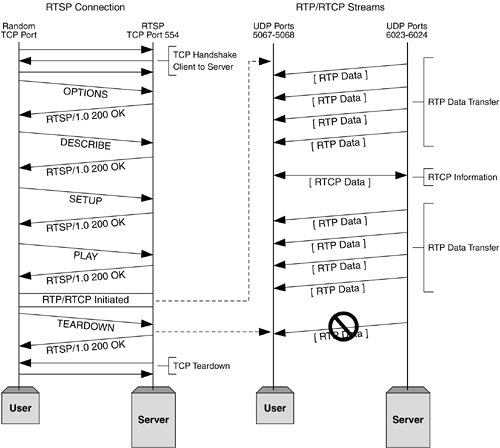 RTSP Connection
RTP/RTCP Streams
Random
TCP Port
RTSP
TCP Port 554
UDP Ports
5067-5068
UDP Ports
6023-6024
TCP Handshake
Client to Server
OPTIONS
RTSP/1.0 200 OK
DESCRIBE
RTSP/1.0 200 OK
SETUP
RTSP/1.0 200 OK
PLAY
RTSP/1.0 200 OK
RTP/RTCP Initiated
TEARDOWN
RTSP/1.0 200 OK
TCP Teardown
User
Server
[ RTP Data ]
[ RTP Data ]
[ RTP Data ]
[ RTP Data ]
RTP Data Transfer
[ RTCP Data ]
RTCP Information
[ RTP Data ]
[ RTP Data ]
[ RTP Data ]
[ RTP Data ]
RTP Data Transfer
[ RTP Data ]
User
Server